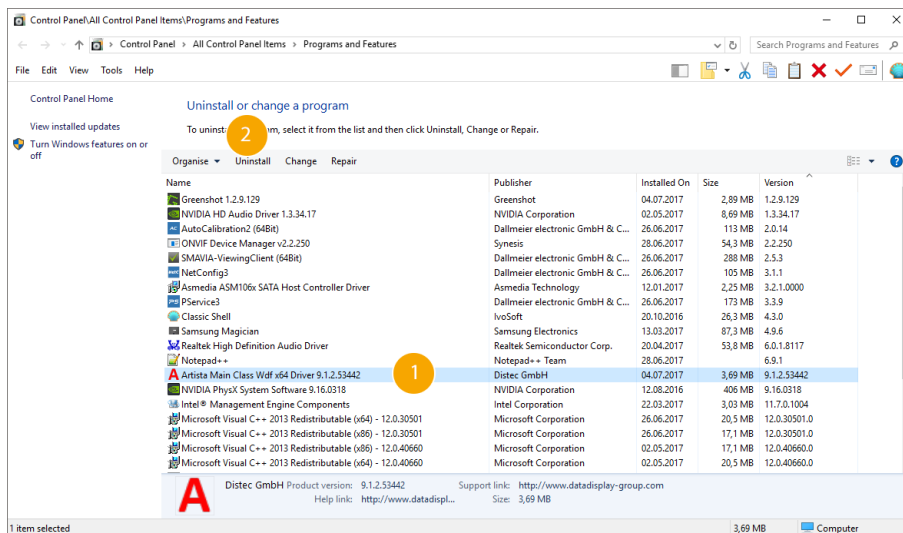 Control Panel\All Control Panel Items\Programs and Features
Control Panel > All Control Panel Items > Programs and Features
Search Programs and Features
File Edit View Tools Help
Control Panel Home
View installed updates
Turn Windows features on or
off
Uninstall or change a program
To uninst m, select it from the list and then click Uninstall, Change or Repair.
2
Organise Uninstall Change Repair
Name Publisher Installed On Size Version
Greenshot 1.2.9.129 Greenshot 04.07.2017 2,89 MB 1.2.9.129
NVIDIA HD Audio Driver 1.3.34.17 NVIDIA Corporation 02.05.2017 8,69 MB 1.3.34.17
AutoCalibration2 (64Bit) Dallmeier electronic GmbH & C... 26.06.2017 113 MB 2.0.14
ONVIF Device Manager v2.2.250 Synesis 28.06.2017 54,3 MB 2.2.250
SMAVIA-ViewingClient (64Bit) Dallmeier electronic GmbH & C... 26.06.2017 288 MB 2.5.3
NetConfig3 Dallmeier electronic GmbH & C... 26.06.2017 105 MB 3.1.1
Asmedia ASM106x SATA Host Controller Driver Asmedia Technology 12.01.2017 2,25 MB 3.2.1.0000
PService3 Dallmeier electronic GmbH & C... 26.06.2017 173 MB 3.3.9
Classic Shell IvoSoft 20.10.2016 26,3 MB 4.3.0
Samsung Magician Samsung Electronics 13.03.2017 87,3 MB 4.9.6
Realtek High Definition Audio Driver Realtek Semiconductor Corp. 20.04.2017 53,8 MB 6.0.1.8117
Notepad++ Notepad++ Team 28.06.2017 6.9.1
A Artista Main Class Wdf x64 Driver 9.1.2.53442 1 Distec GmbH 04.07.2017 3,69 MB 9.1.2.53442
NVIDIA PhysX System Software 9.16.0318 NVIDIA Corporation 12.08.2016 406 MB 9.16.0318
Intel® Management Engine Components Intel Corporation 22.03.2017 3,03 MB 11.7.0.1004
Microsoft Visual C++ 2013 Redistributable (x64) - 12.0.30501 Microsoft Corporation 26.06.2017 20,5 MB 12.0.30501.0
Microsoft Visual C++ 2013 Redistributable (x86) - 12.0.30501 Microsoft Corporation 26.06.2017 17,1 MB 12.0.30501.0
Microsoft Visual C++ 2013 Redistributable (x86) - 12.0.40660 Microsoft Corporation 02.05.2017 17,1 MB 12.0.40660.0
Microsoft Visual C++ 2013 Redistributable (x64) - 12.0.40660 Microsoft Corporation 02.05.2017 20,5 MB 12.0.40660.0
A
Distec GmbH Product version: 9.1.2.53442 Support link: http://www.datadisplay-group.com
Help link: http://www.datadispl... Size: 3,69 MB
1 item selected 3,69 MB Computer